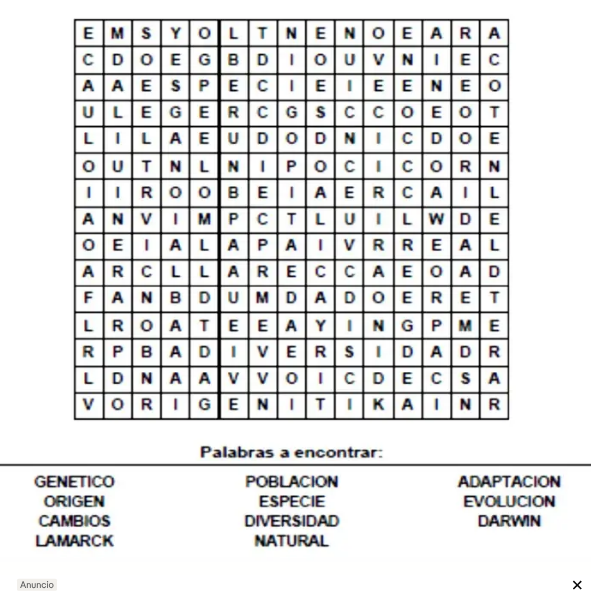 E M S Y O L T N E N O E A R A
C D O E G B D I O U V N I E C
A A E S P E C I E I E E N E O
U L E G E R C G S C C O E O T
L I L A E U D O D N I C D O E
O U T N L N I P O C I C O R N
I I R O O B E I A E R C A I L
A N V I M P C T L U I L W D E
O E I A L A P A I V R R E A L
A R C L L A R E C C A E O A D
F A N B D U M D A D O E R E T
L R O A T E E A Y I N G P M E
R P B A D I V E R S I D A D R
L D N A A V V O I C D E C S A
V O R I G E N I T I K A I N R
Palabras a encontrar:
GENETICO POBLACION ADAPTACION
ORIGEN ESPECIE EVOLUCION
CAMBIOS DIVERSIDAD DARWIN
LAMARCK NATURAL
Anuncio